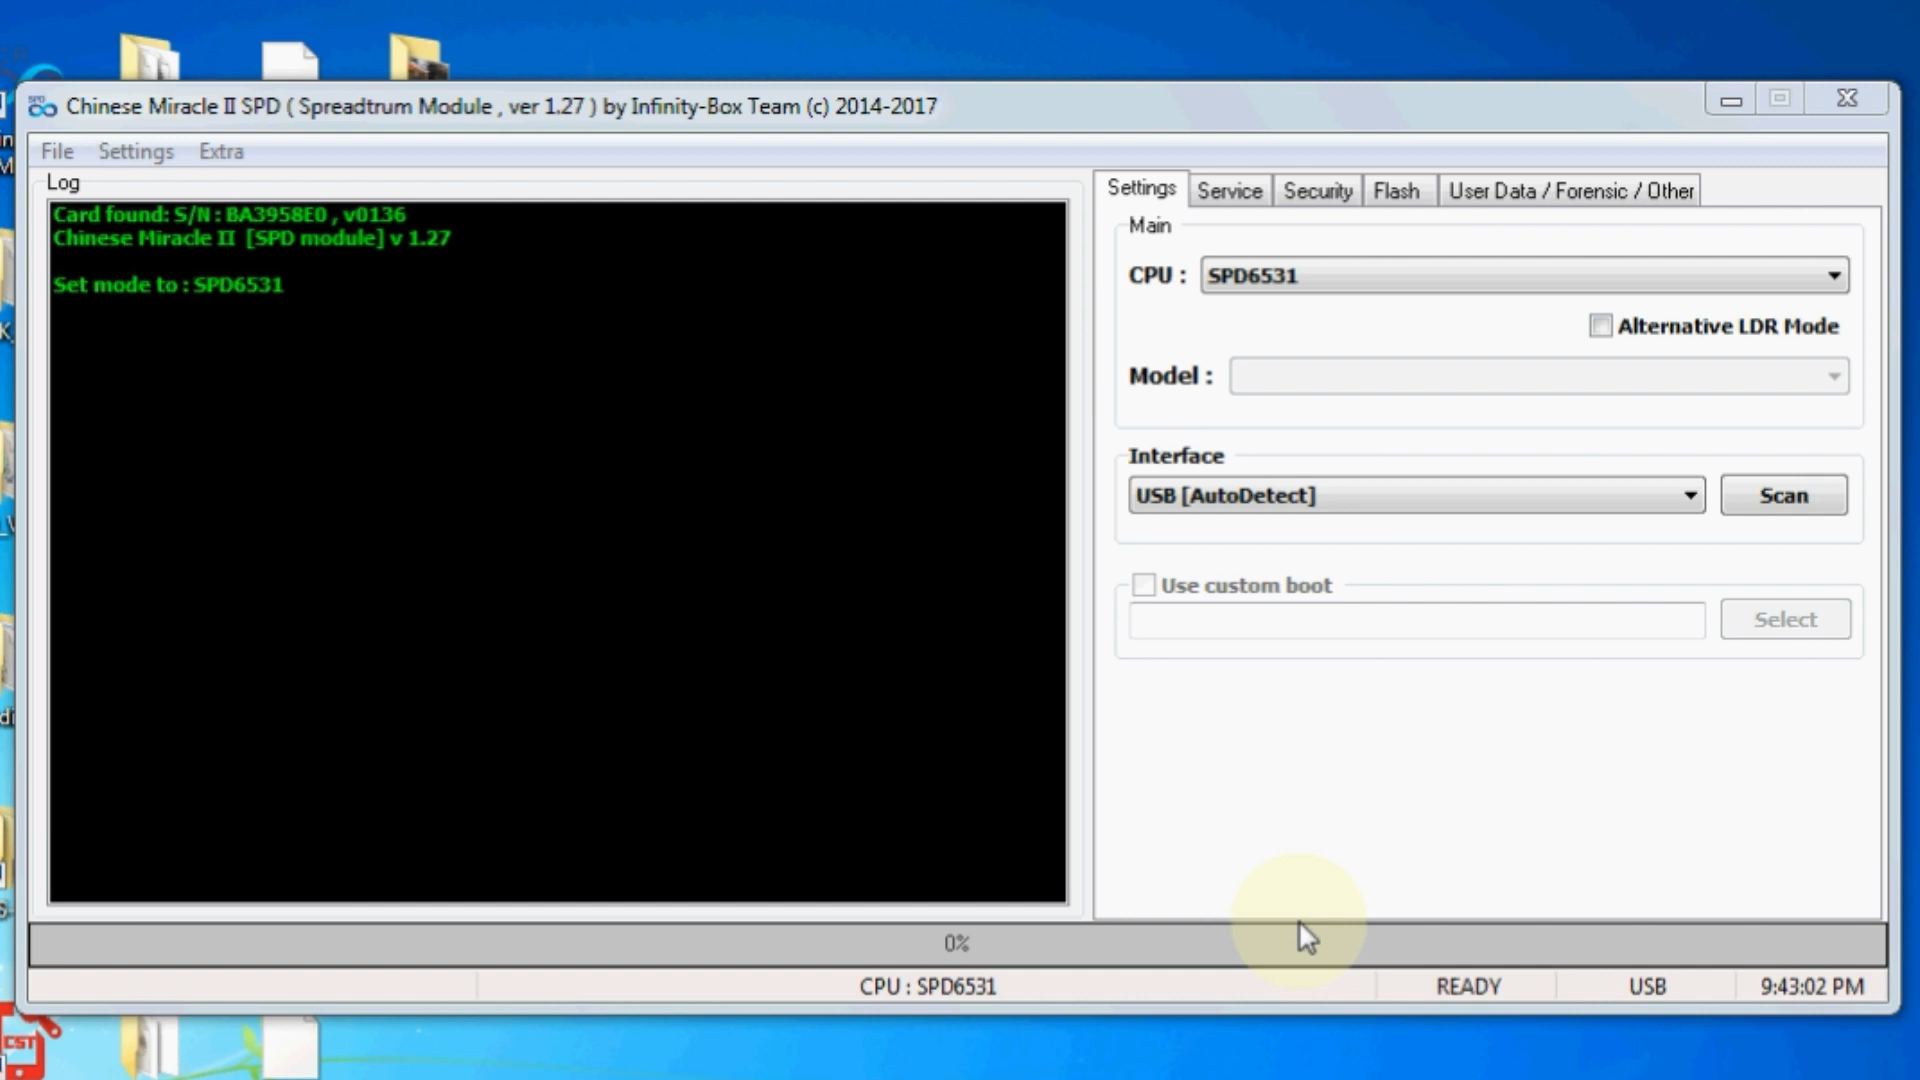 Chinese Miracle II SPD ( Spreadtrum Module , ver 1.27 ) by Infinity-Box Team (c) 2014-2017
File Settings Extra
Log
Card found: S/N : BA3958E0 , v0136
Chinese Miracle II [SPD module] v 1.27
Set mode to : SPD6531
Settings Service Security Flash User Data / Forensic / Other
Main
CPU : SPD6531
Alternative LDR Mode
Model :
Interface
USB [AutoDetect] Scan
Use custom boot
Select
0%
CPU : SPD6531 READY USB 9:43:02 PM
CST